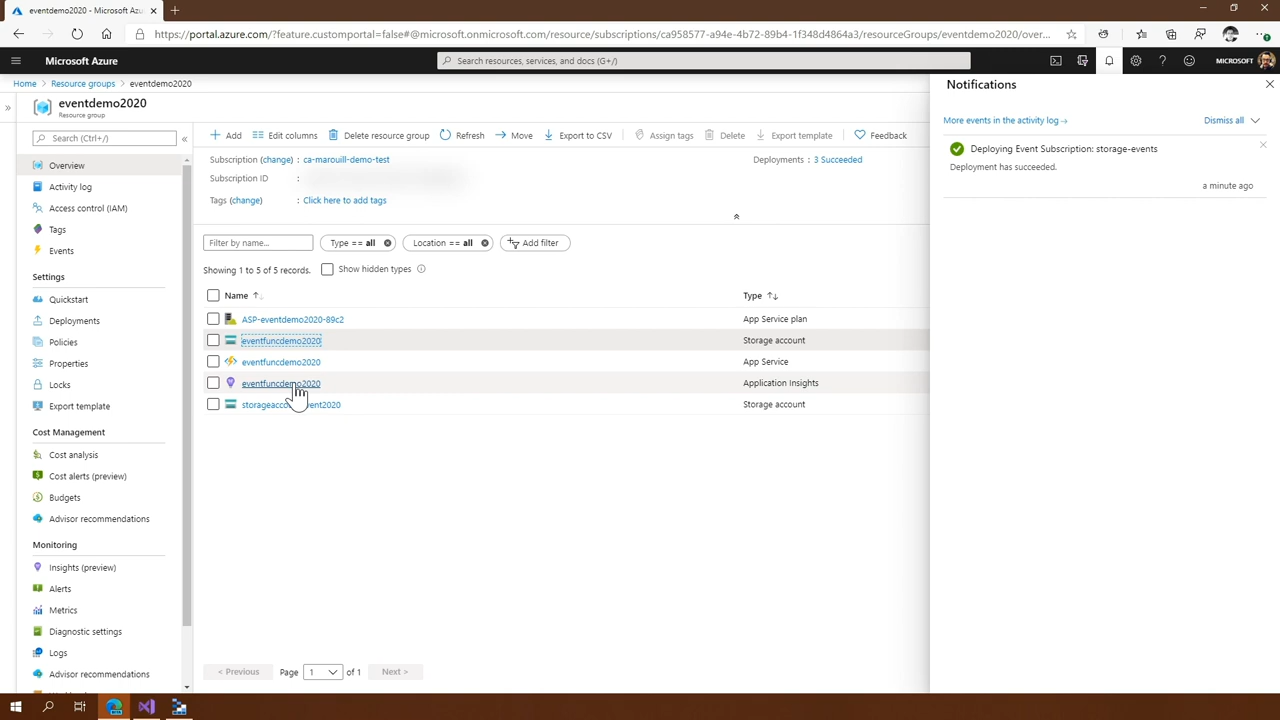 eventdemo2020 - Microsoft Az
https://portal.azure.com/?feature.customportal=false#@microsoft.onmicrosoft.com/resource/subscriptions/ca958577-a94e-4b72-89b4-1f348d4864a3/resourceGroups/eventdemo2020/over...
Microsoft Azure
Search resources, services, and docs (G+/)
MICROSOFT
Home > Resource groups > eventdemo2020
eventdemo2020
Resource group
Search (Ctrl+/)
Overview
Activity log
Access control (IAM)
Tags
Events
Settings
Quickstart
Deployments
Policies
Properties
Locks
Export template
Cost Management
Cost analysis
Cost alerts (preview)
Budgets
Advisor recommendations
Monitoring
Insights (preview)
Alerts
Metrics
Diagnostic settings
Logs
Advisor recommendations
Add Edit columns Delete resource group Refresh Move Export to CSV Assign tags Delete Export template Feedback
Subscription (change) : ca-marouill-demo-test
Deployments : 3 Succeeded
Subscription ID :
Tags (change) : Click here to add tags
Filter by name...
Type == all
Location == all
Add filter
Showing 1 to 5 of 5 records.
Show hidden types
Name Type
ASP-eventdemo2020-89c2 App Service plan
eventfuncdemo2020 Storage account
eventfuncdemo2020 App Service
eventfuncdemo2020 Application Insights
Storage account
< Previous Page 1 of 1 Next >
Notifications
More events in the activity log → Dismiss all
Deploying Event Subscription: storage-events
Deployment has succeeded.
a minute ago